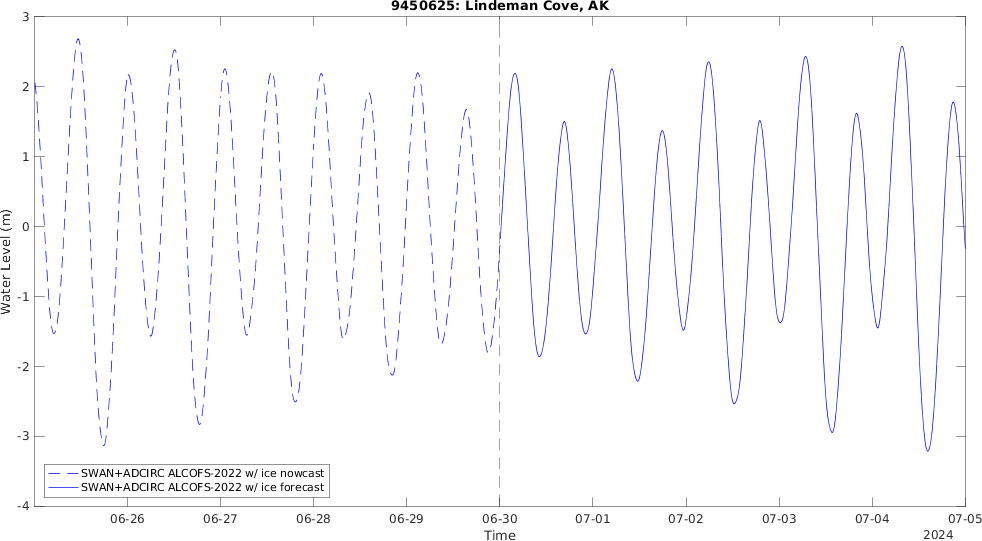 9450625: Lindeman Cove, AK
3
2
1
0
-1
-2
-3
-4
Water Level (m)
SWAN+ADCIRC ALCOFS-2022 w/ ice nowcast
SWAN+ADCIRC ALCOFS-2022 w/ ice forecast
06-26 06-27 06-28 06-29 06-30 07-01 07-02 07-03 07-04 07-05
Time
2024